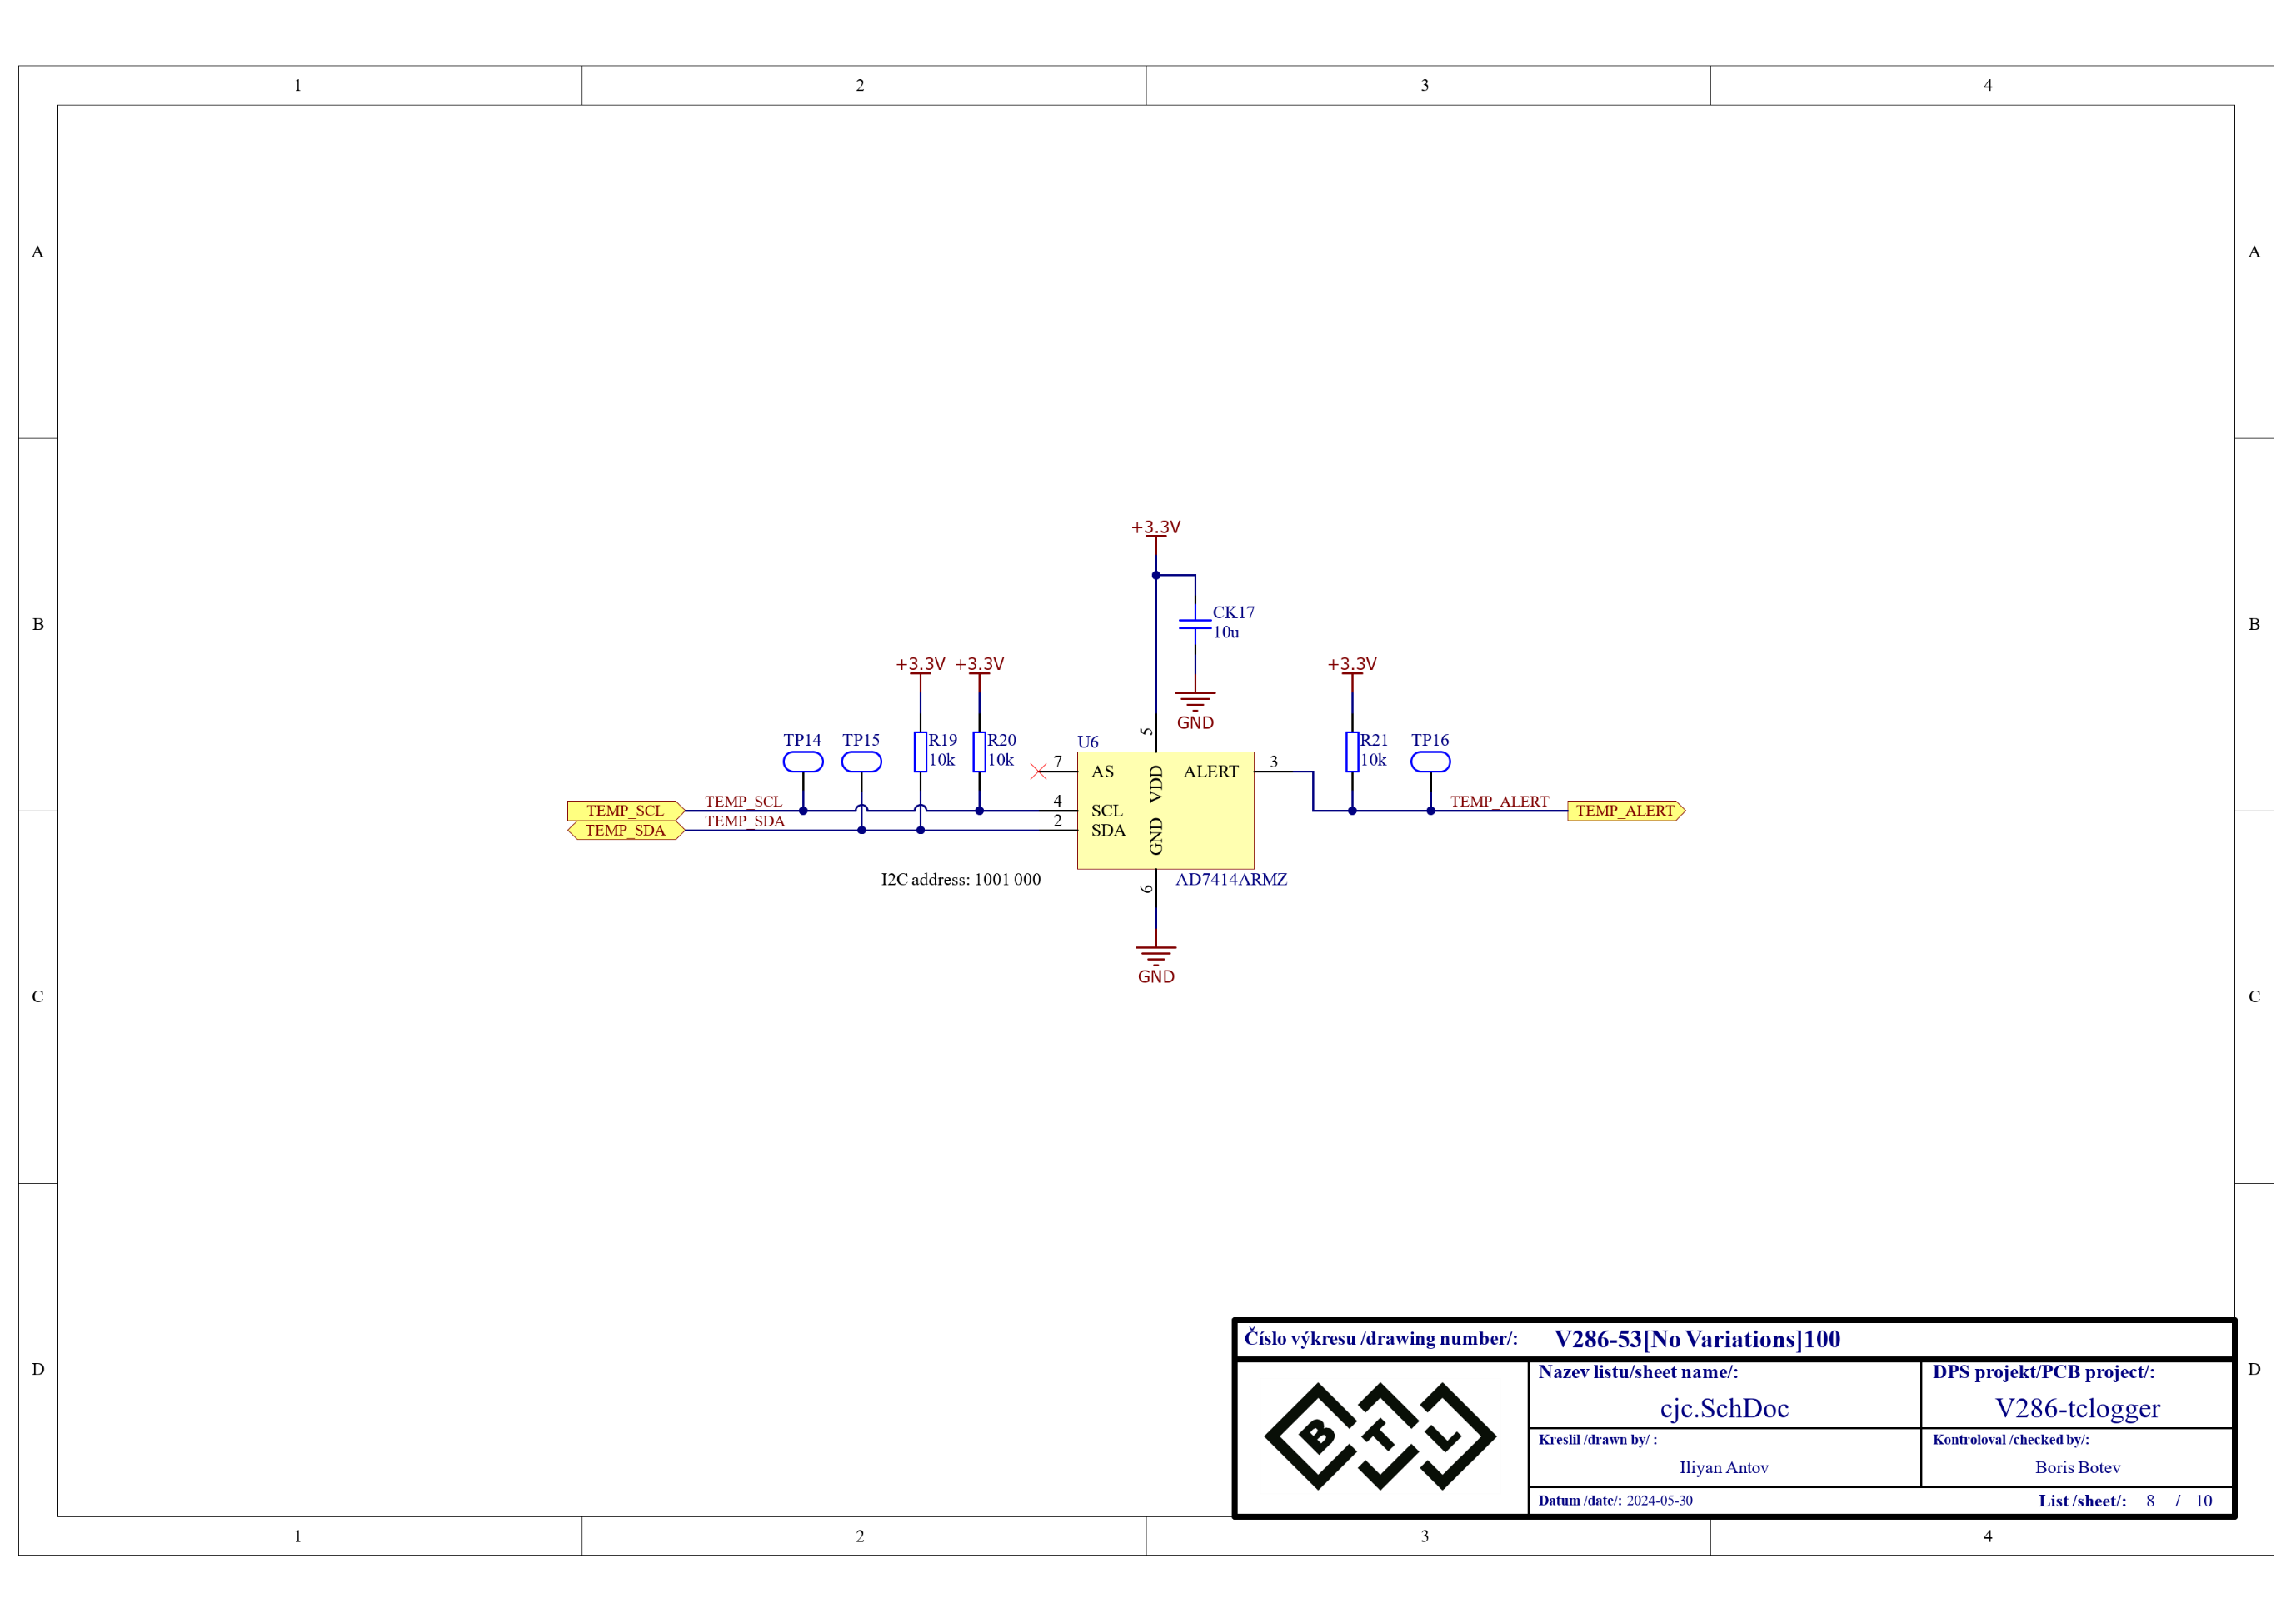 1 2 3 4
A A
+3.3V
B CK17 B
10u
+3.3V +3.3V +3.3V
GND
5
TP14 TP15 R19 R20 U6 R21 TP16
10k 10k 10k
7 AS VDD ALERT 3
TEMP_SCL TEMP_SCL 4 SCL TEMP_ALERT TEMP_ALERT
TEMP_SDA TEMP_SDA 2 SDA GND
I2C address: 1001 000 6 AD7414ARMZ
GND
C C
Číslo výkresu /drawing number/: V286-53[No Variations]100
D D
Nazev listu/sheet name/: DPS projekt/PCB project/:
cjc.SchDoc V286-tclogger
BTL
Kreslil /drawn by/ : Kontroloval /checked by/:
Iliyan Antov Boris Botev
Datum /date/: 2024-05-30 List /sheet/: 8 / 10
1 2 3 4